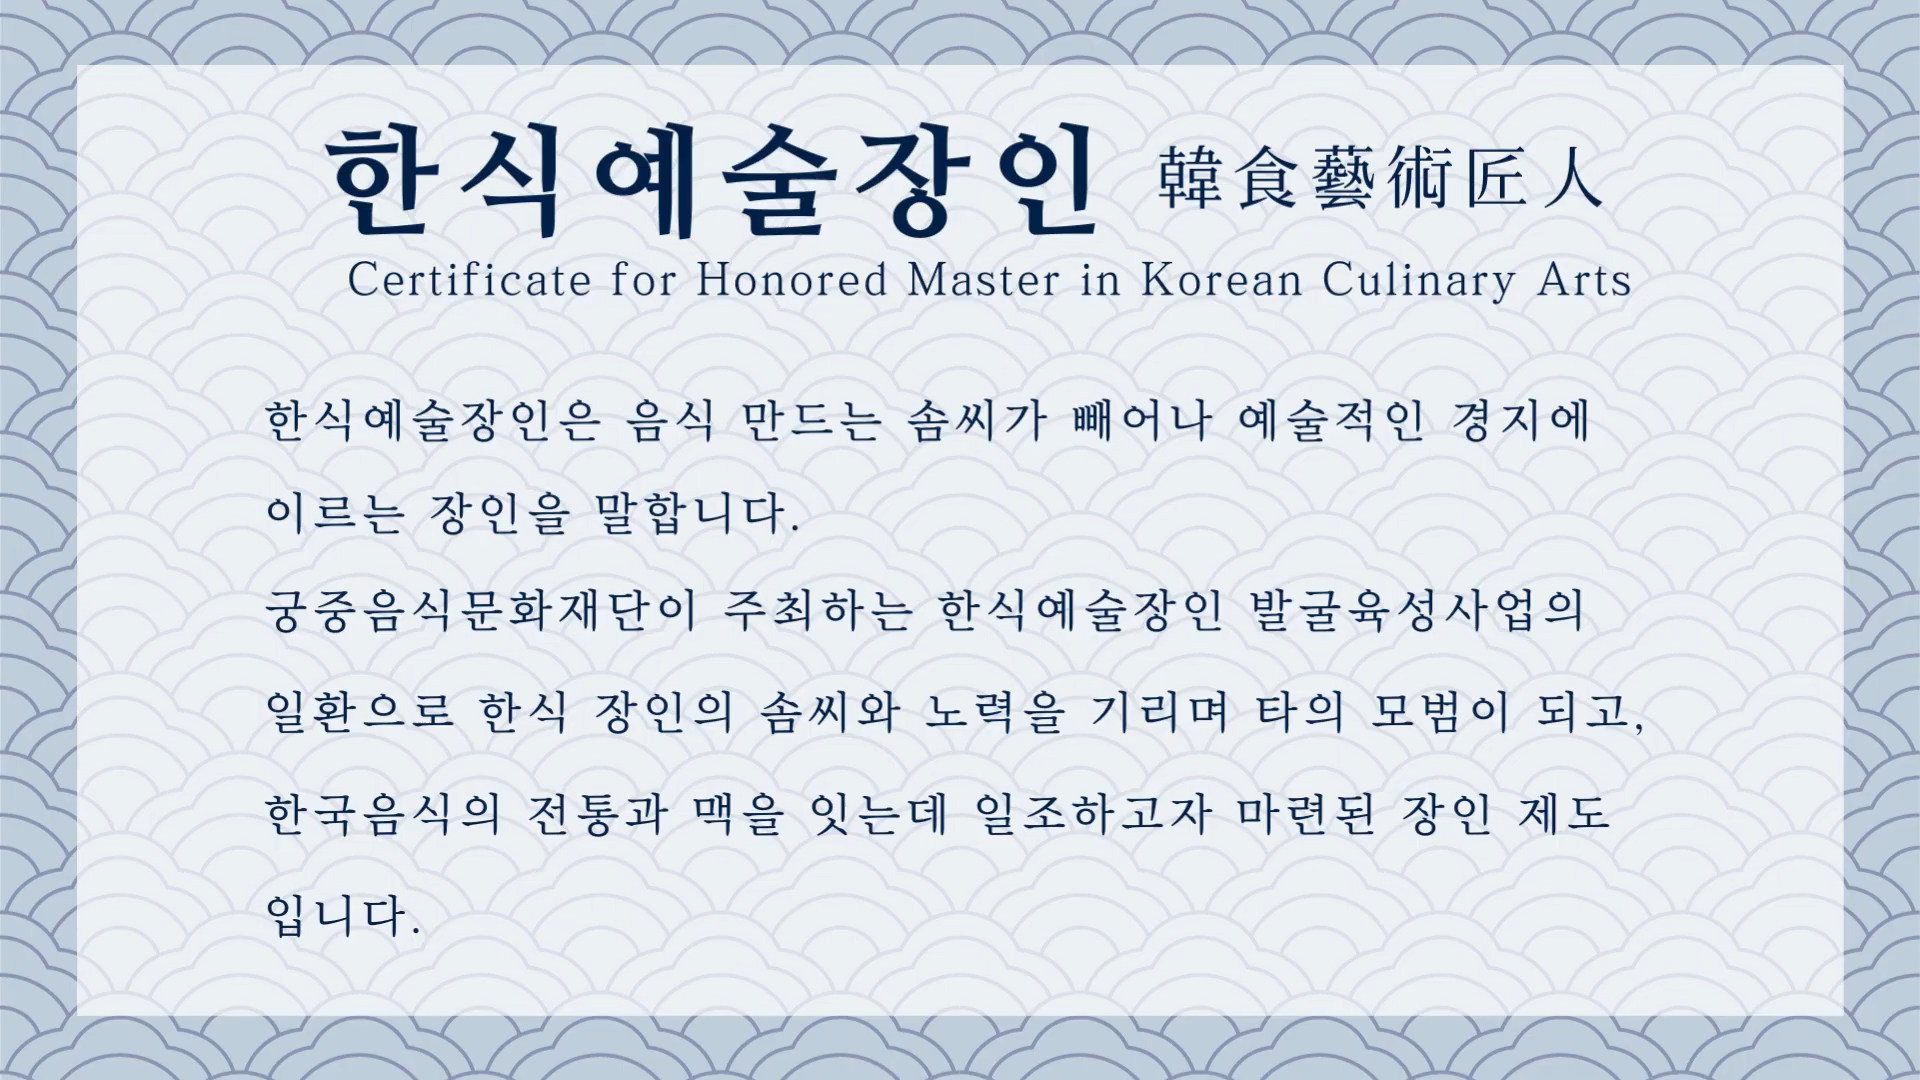 한식예술장인 韓食藝術匠人
Certificate for Honored Master in Korean Culinary Arts
한식예술장인은 음식 만드는 솜씨가 빼어나 예술적인 경지에
이르는 장인을 말합니다.
궁중음식문화재단이 주최하는 한식예술장인 발굴육성사업의
일환으로 한식 장인의 솜씨와 노력을 기리며 타의 모범이 되고,
한국음식의 전통과 맥을 잇는데 일조하고자 마련된 장인 제도
입니다.